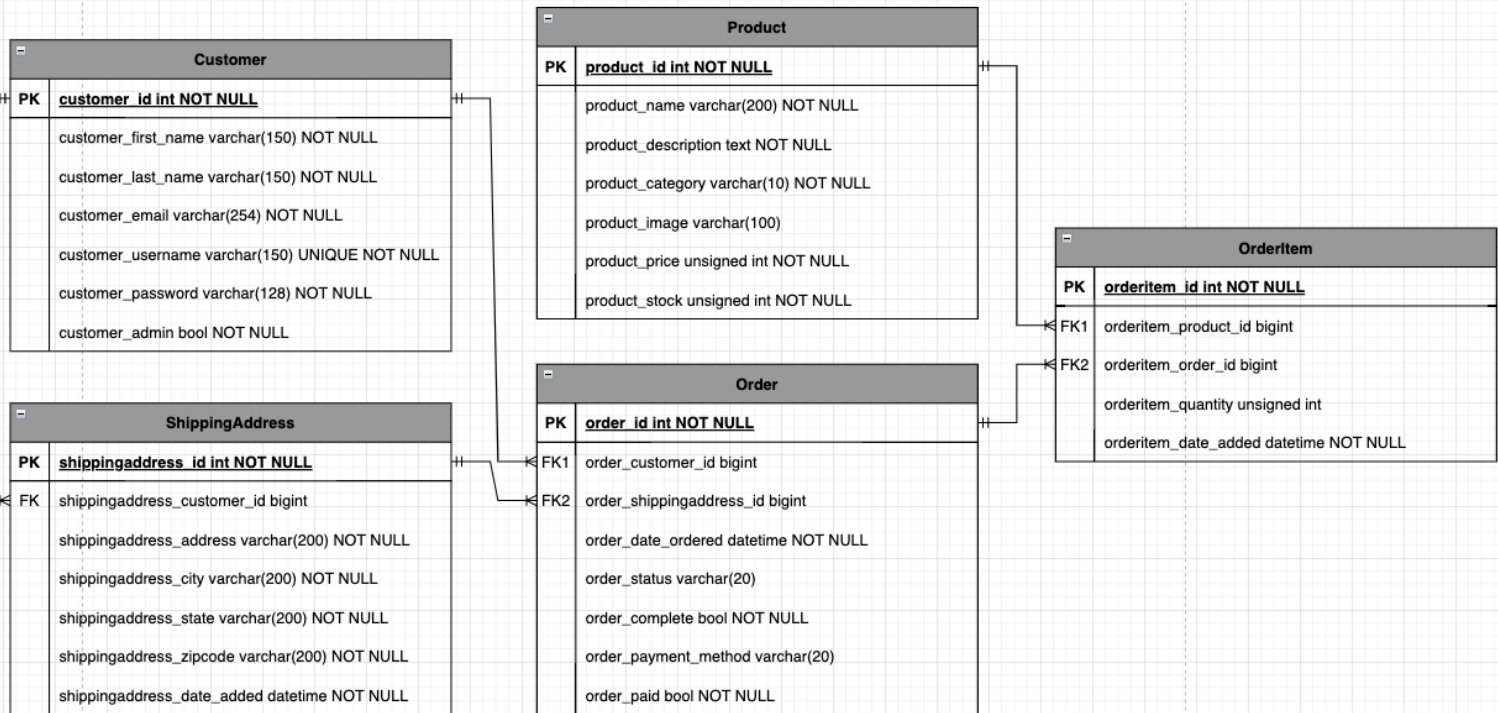 Customer
PK customer_id int NOT NULL
customer_first_name varchar(150) NOT NULL
customer_last_name varchar(150) NOT NULL
customer_email varchar(254) NOT NULL
customer_username varchar(150) UNIQUE NOT NULL
customer_password varchar(128) NOT NULL
customer_admin bool NOT NULL
ShippingAddress
PK shippingaddress_id int NOT NULL
FK shippingaddress_customer_id bigint
shippingaddress_address varchar(200) NOT NULL
shippingaddress_city varchar(200) NOT NULL
shippingaddress_state varchar(200) NOT NULL
shippingaddress_zipcode varchar(200) NOT NULL
shippingaddress_date_added datetime NOT NULL
Product
PK product_id int NOT NULL
product_name varchar(200) NOT NULL
product_description text NOT NULL
product_category varchar(10) NOT NULL
product_image varchar(100)
product_price unsigned int NOT NULL
product_stock unsigned int NOT NULL
Order
PK order_id int NOT NULL
FK1 order_customer_id bigint
FK2 order_shippingaddress_id bigint
order_date_ordered datetime NOT NULL
order_status varchar(20)
order_complete bool NOT NULL
order_payment_method varchar(20)
order_paid bool NOT NULL
OrderItem
PK orderitem_id int NOT NULL
FK1 orderitem_product_id bigint
FK2 orderitem_order_id bigint
orderitem_quantity unsigned int
orderitem_date_added datetime NOT NULL